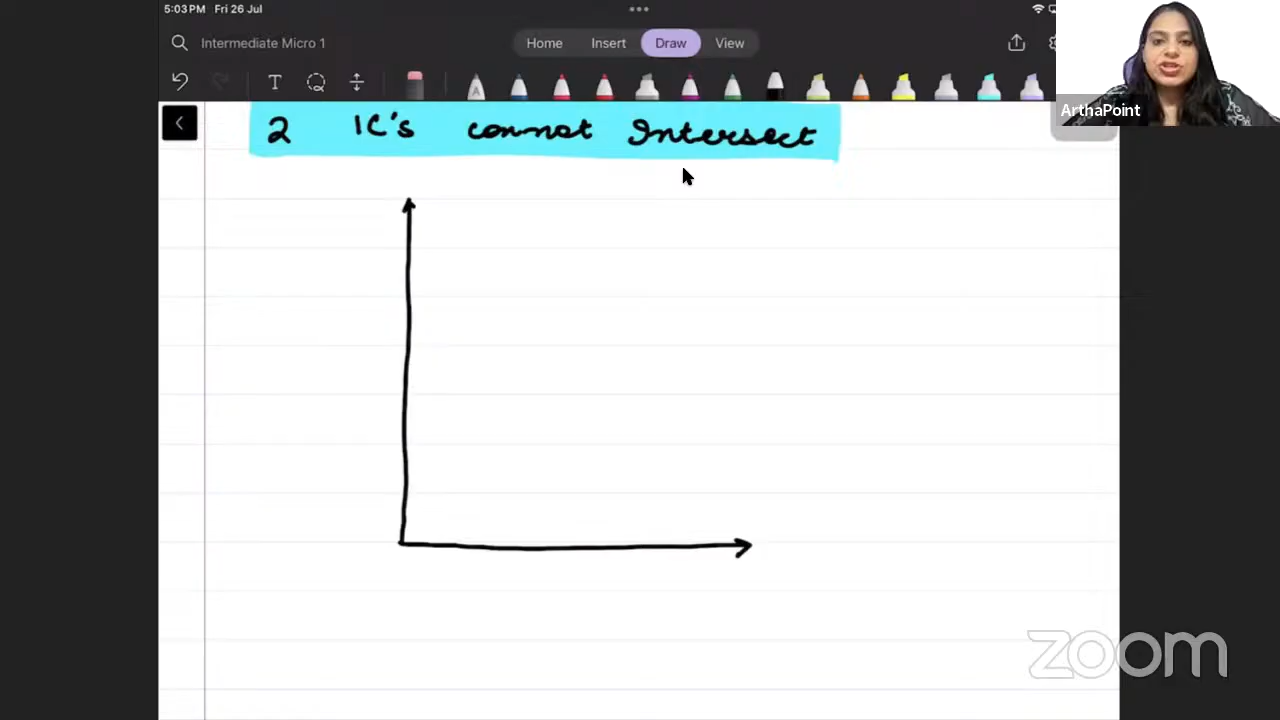 5:03 PM Fri 26 Jul
Intermediate Micro 1
Home Insert Draw View
T
A
ArthaPoint
2 IC's cannot Intersect
zoom